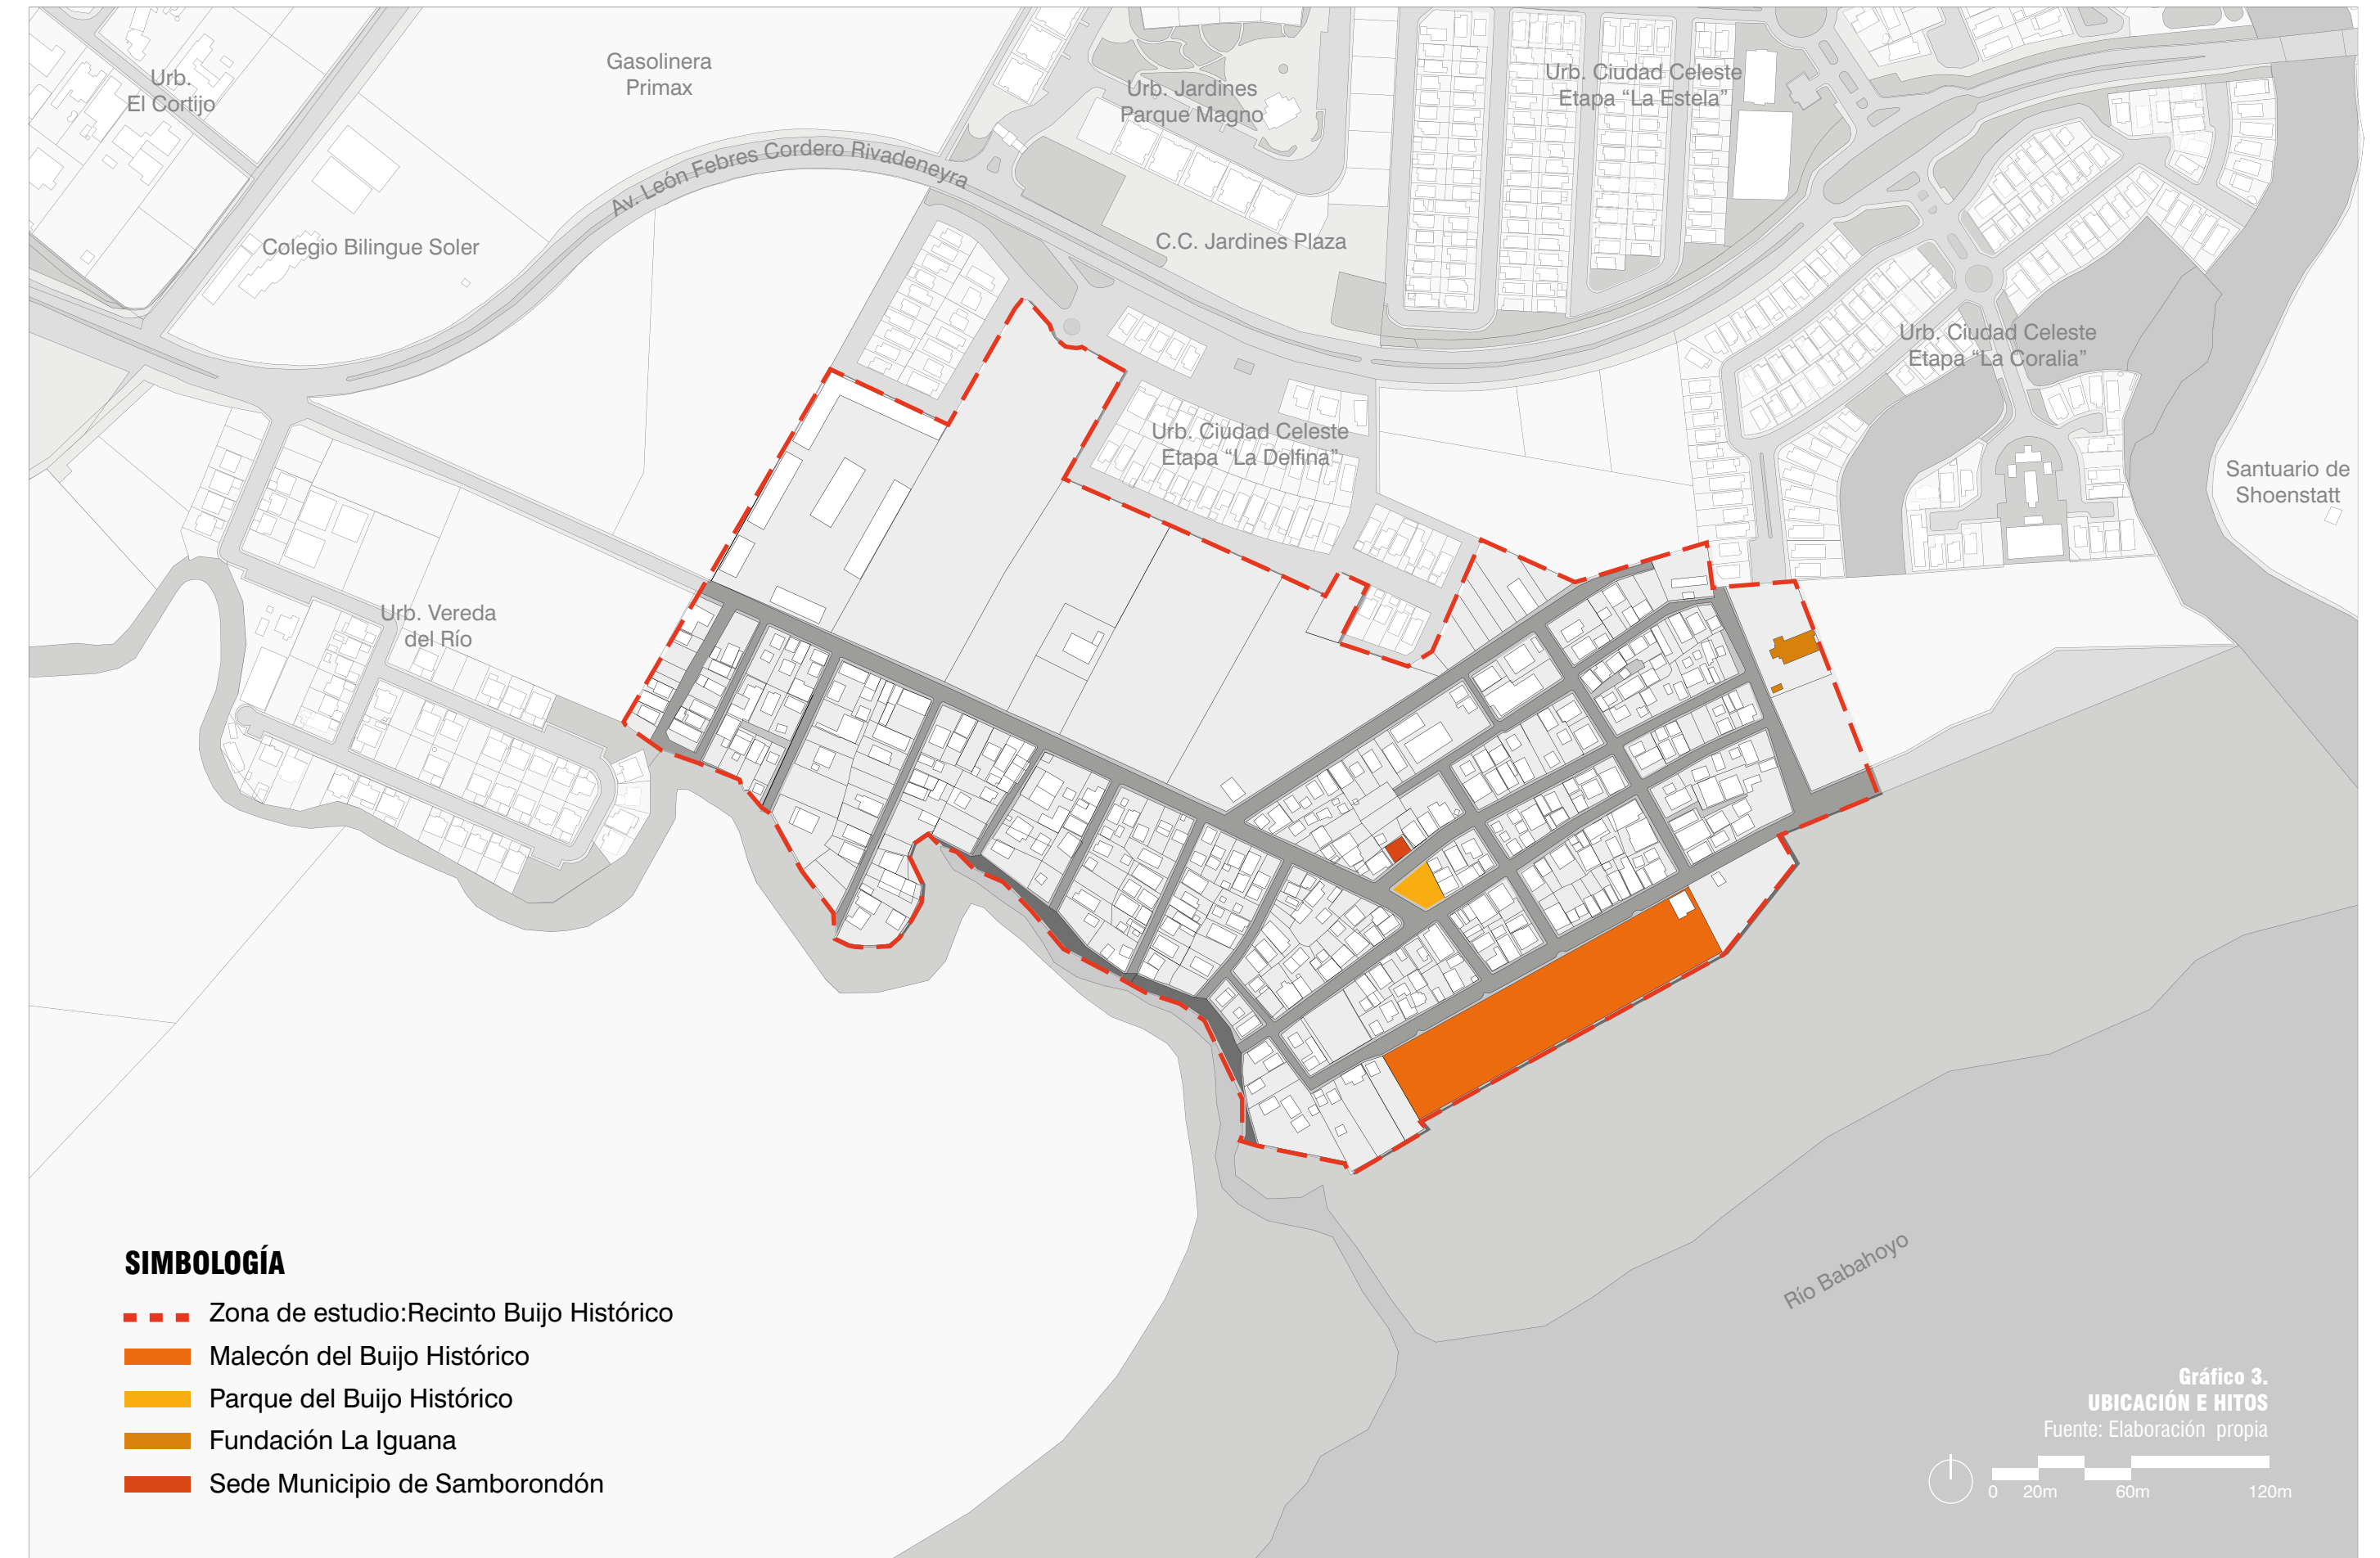 Urb.
El Cortijo
Gasolinera
Primax
Urb. Jardines
Parque Magno
Urb. Ciudad Celeste
Etapa “La Estela”
Av. León Febres Cordero Rivadeneyra
Colegio Bilingue Soler
C.C. Jardines Plaza
Urb. Ciudad Celeste
Etapa “La Coralia”
Urb. Ciudad Celeste
Etapa “La Delfina”
Santuario de
Shoenstatt
Urb. Vereda
del Río
Río Babahoyo
SIMBOLOGÍA
Zona de estudio:Recinto Buijo Histórico
Malecón del Buijo Histórico
Parque del Buijo Histórico
Fundación La Iguana
Sede Municipio de Samborondón
Gráfico 3.
UBICACIÓN E HITOS
Fuente: Elaboración propia
0 20m 60m 120m